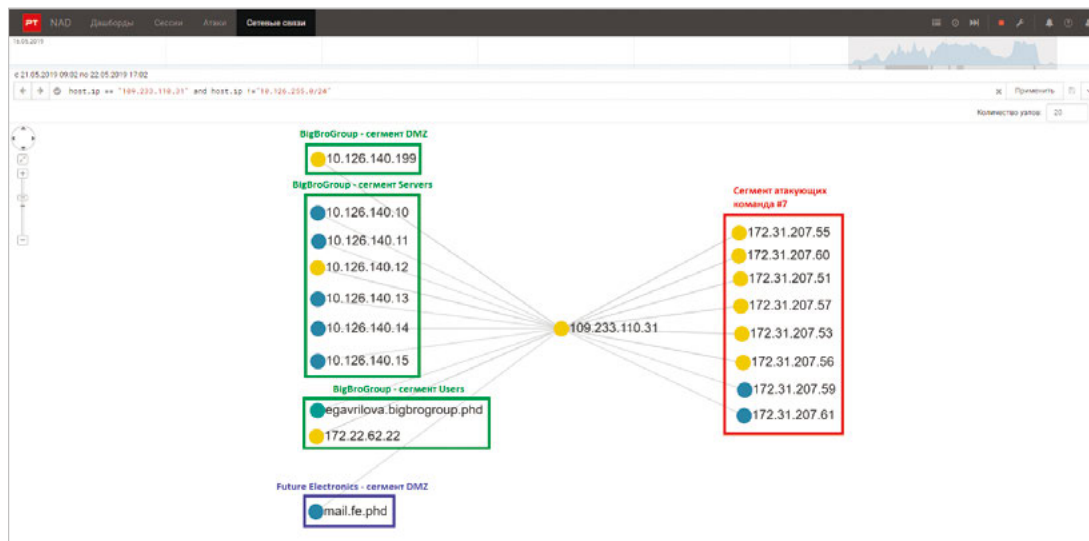 PT NAD Дашборды Сессии Атаки Сетевые связи
16.05.2019
с 21.05.2019 09:02 по 22.05.2019 17:02
host.ip == "109.233.110.31" and host.ip != "10.126.255.0/24" Применить
Количество узлов: 20
BigBroGroup - сегмент DMZ
10.126.140.199
BigBroGroup - сегмент Servers
10.126.140.10
10.126.140.11
10.126.140.12
10.126.140.13
10.126.140.14
10.126.140.15
BigBroGroup - сегмент Users
egavrilova.bigbrogroup.phd
172.22.62.22
Future Electronics - сегмент DMZ
mail.fe.phd
109.233.110.31
Сегмент атакующих
команда #7
172.31.207.55
172.31.207.60
172.31.207.51
172.31.207.57
172.31.207.53
172.31.207.56
172.31.207.59
172.31.207.61